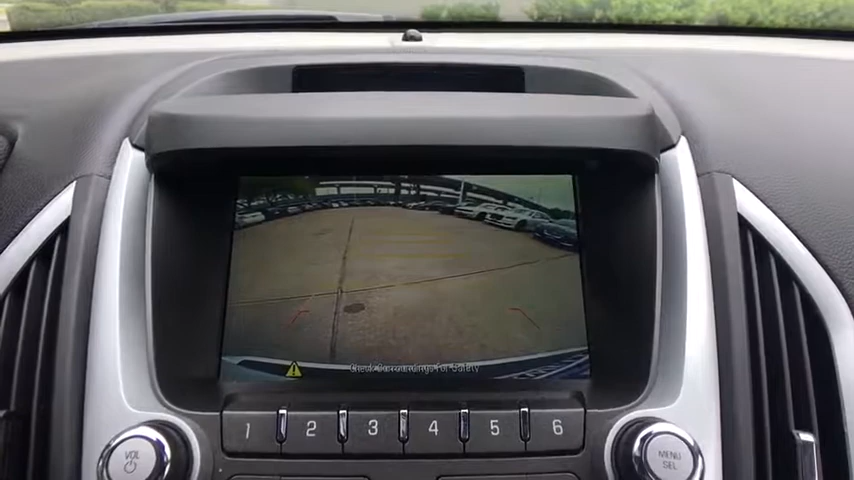 Check Surroundings For Safety
1 2 3 4 5 6
VOL
MENU
SEL